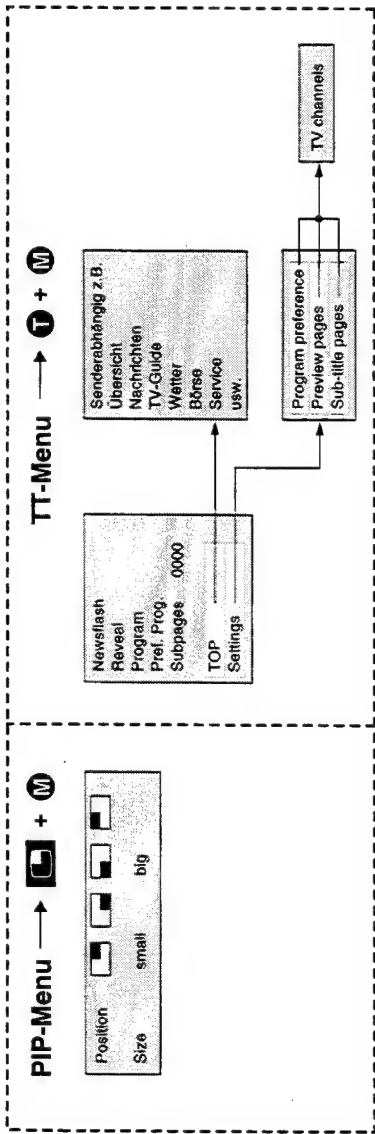 PIP-Menu → + M
Position
Size small big
TT-Menu → T + M
Newsflash
Reveal
Program
Pref. Prog.
Subpages 0000
TOP
Settings
Senderabhängig z.B.
Übersicht
Nachrichten
TV-Guide
Wetter
Börse
Service
usw.
Program preference
Preview pages
Sub-title pages
TV channels